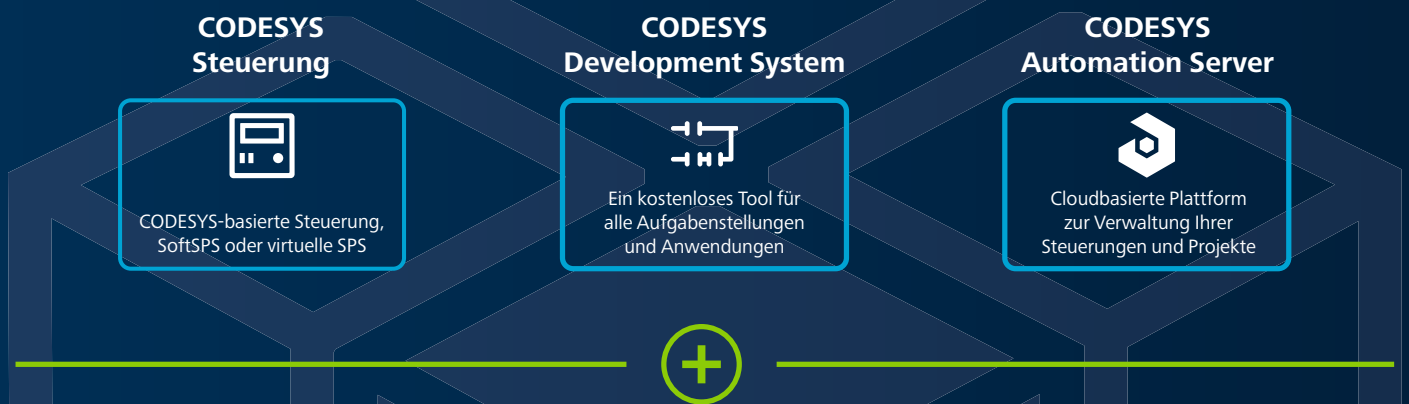 CODESYS
Steuerung
CODESYS-basierte Steuerung,
SoftSPS oder virtuelle SPS
CODESYS
Development System
Ein kostenloses Tool für
alle Aufgabenstellungen
und Anwendungen
CODESYS
Automation Server
Cloudbasierte Plattform
zur Verwaltung Ihrer
Steuerungen und Projekte